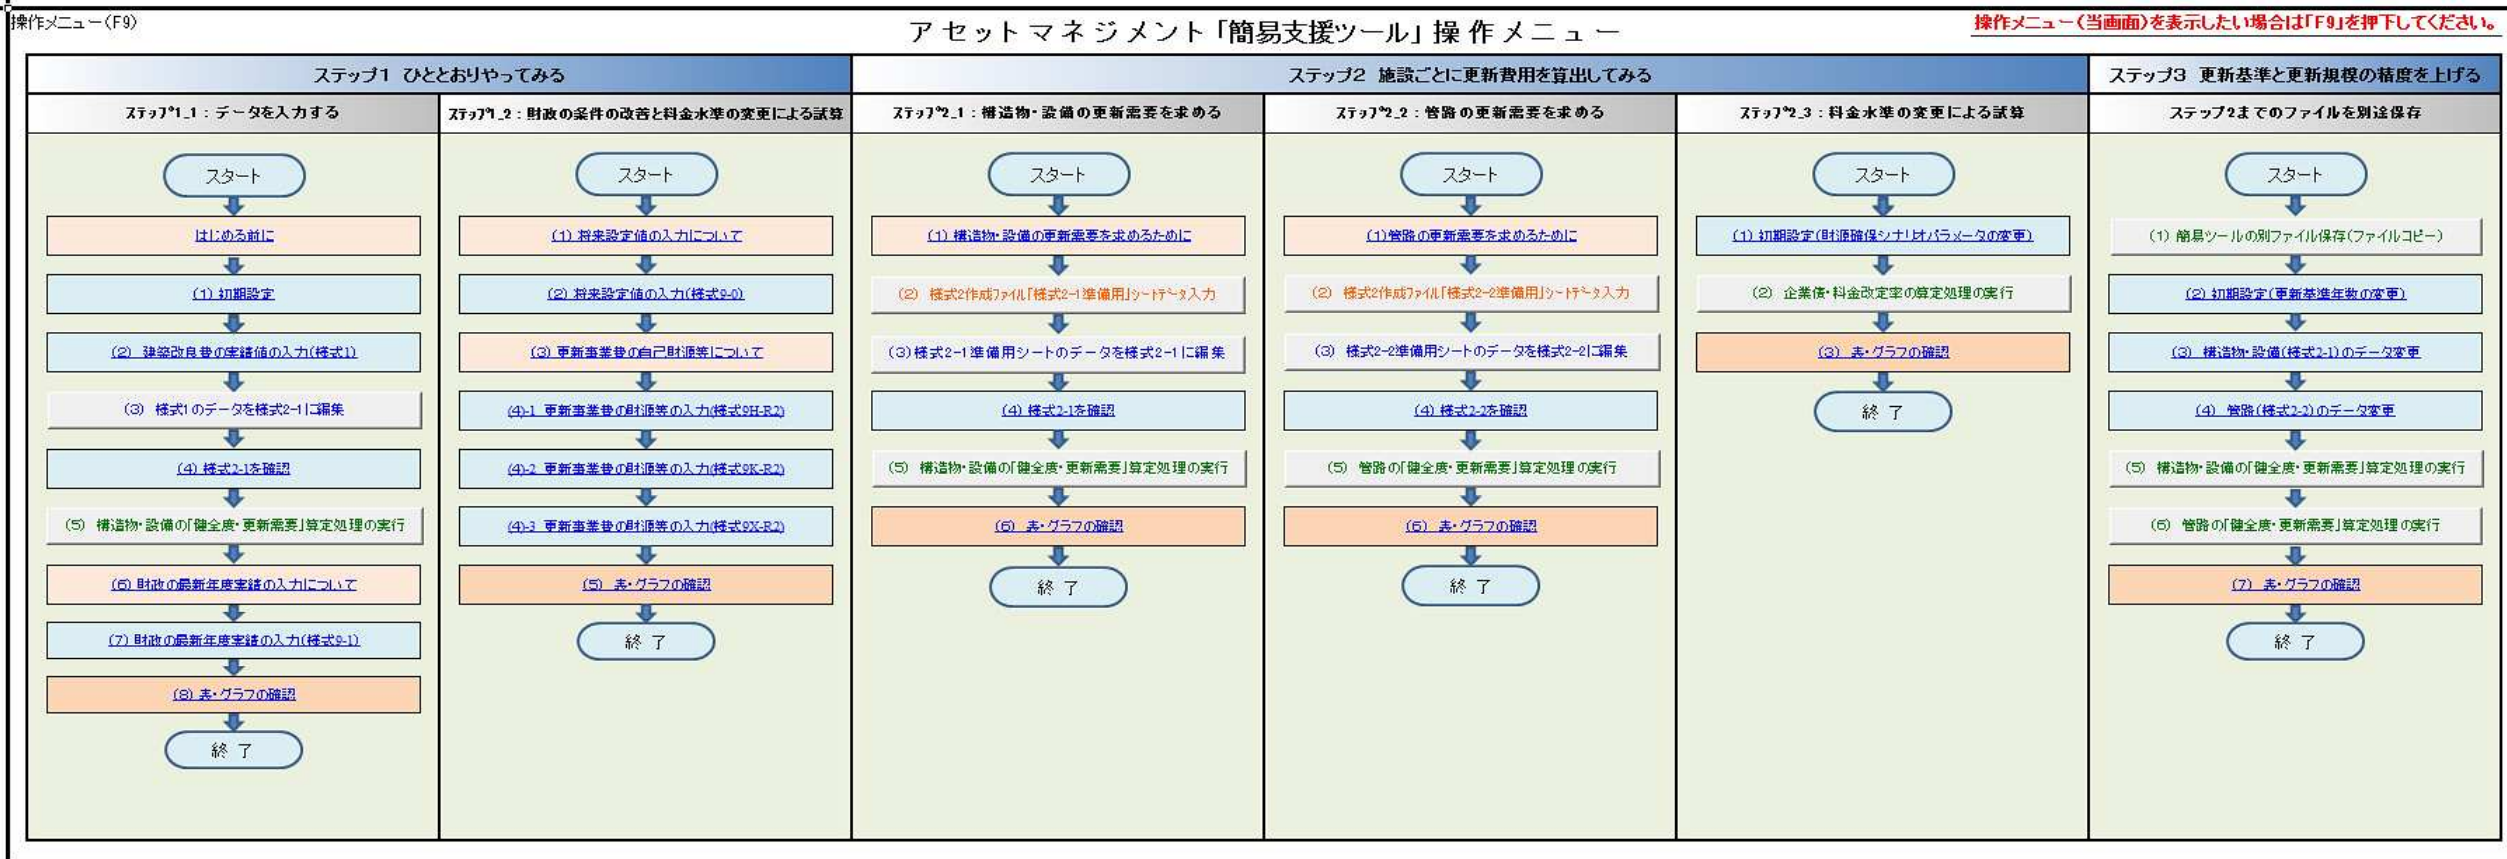 操作メニュー(F9)
アセットマネジメント「簡易支援ツール」操作メニュー
操作メニュー(当画面)を表示したい場合は「F9」を押下してください。
ステップ1 ひととおりやってみる
ステップ1_1:データを入力する
スタート
はじめる前に
(1) 初期設定
(2) 建設改良費の実績値の入力(様式1)
(3) 様式1のデータを様式2-1に編集
(4) 様式2-1を確認
(5) 構造物・設備の「健全度・更新需要」算定処理の実行
(6) 財政の最新年度実績の入力について
(7) 財政の最新年度実績の入力(様式9-1)
(8) 表・グラフの確認
終 了
ステップ1_2:財政の条件の改善と料金水準の変更による試算
スタート
(1) 将来設定値の入力について
(2) 将来設定値の入力(様式9-0)
(3) 更新事業費の自己財源等について
(4)-1 更新事業費の財源等の入力(様式9H-R2)
(4)-2 更新事業費の財源等の入力(様式9K-R2)
(4)-3 更新事業費の財源等の入力(様式9X-R2)
(5) 表・グラフの確認
終 了
ステップ2 施設ごとに更新費用を算出してみる
ステップ2_1:構造物・設備の更新需要を求める
スタート
(1) 構造物・設備の更新需要を求めるために
(2) 様式2作成ファイル「様式2-1準備用」シートデータ入力
(3)様式2-1準備用シートのデータを様式2-1に編集
(4) 様式2-1を確認
(5) 構造物・設備の「健全度・更新需要」算定処理の実行
(6) 表・グラフの確認
終 了
ステップ2_2:管路の更新需要を求める
スタート
(1)管路の更新需要を求めるために
(2) 様式2作成ファイル「様式2-2準備用」シートデータ入力
(3) 様式2-2準備用シートのデータを様式2-2に編集
(4) 様式2-2を確認
(5) 管路の「健全度・更新需要」算定処理の実行
(6) 表・グラフの確認
終 了
ステップ2_3:料金水準の変更による試算
スタート
(1) 初期設定(財源確保シナリオパラメータの変更)
(2) 企業債・料金改定率の算定処理の実行
(3) 表・グラフの確認
終 了
ステップ3 更新基準と更新規模の精度を上げる
ステップ2までのファイルを別途保存
スタート
(1) 簡易ツールの別ファイル保存(ファイルコピー)
(2) 初期設定(更新基準年数の変更)
(3) 構造物・設備(様式2-1)のデータ変更
(4) 管路(様式2-2)のデータ変更
(5) 構造物・設備の「健全度・更新需要」算定処理の実行
(6) 管路の「健全度・更新需要」算定処理の実行
(7) 表・グラフの確認
終 了